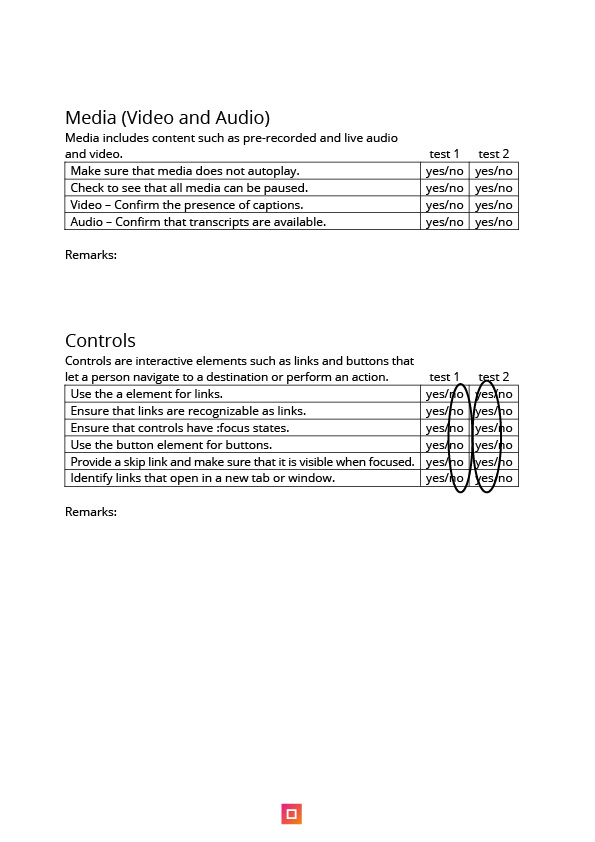 Media (Video and Audio)
Media includes content such as pre-recorded and live audio
and video. test 1 test 2
Make sure that media does not autoplay. yes/no yes/no
Check to see that all media can be paused. yes/no yes/no
Video – Confirm the presence of captions. yes/no yes/no
Audio – Confirm that transcripts are available. yes/no yes/no
Remarks:
Controls
Controls are interactive elements such as links and buttons that
let a person navigate to a destination or perform an action. test 1 test 2
Use the a element for links. yes/no yes/no
Ensure that links are recognizable as links. yes/no yes/no
Ensure that controls have :focus states. yes/no yes/no
Use the button element for buttons. yes/no yes/no
Provide a skip link and make sure that it is visible when focused. yes/no yes/no
Identify links that open in a new tab or window. yes/no yes/no
Remarks: